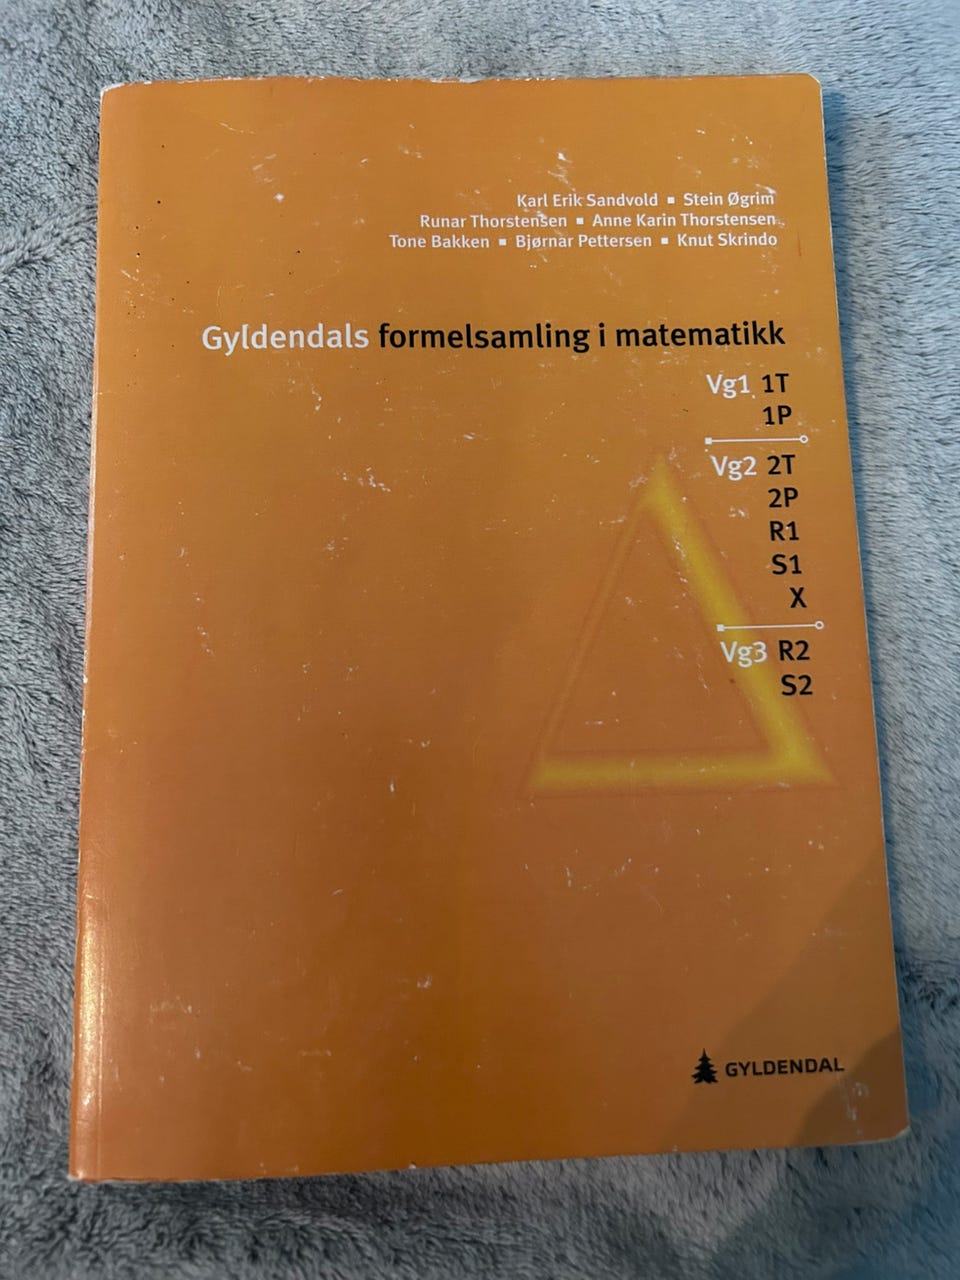 Karl Erik Sandvold ▪ Stein Øgrim
Runar Thorstensen ▪ Anne Karin Thorstensen
Tone Bakken ▪ Bjørnar Pettersen ▪ Knut Skrindo
Gyldendals formelsamling i matematikk
Vg1 1T
1P
Vg2 2T
2P
R1
S1
X
Vg3 R2
S2
GYLDENDAL